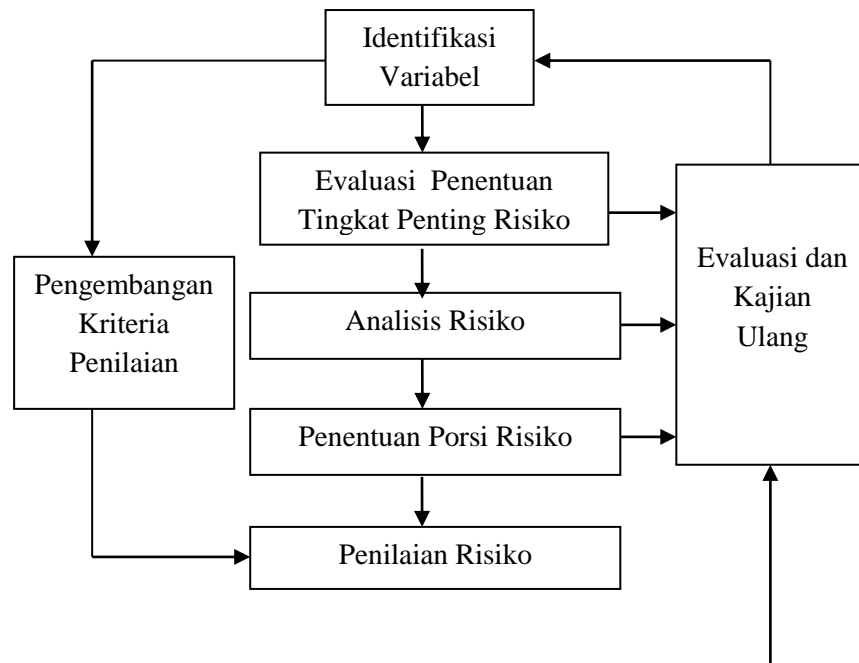 Identifikasi
Variabel
Evaluasi Penentuan
Tingkat Penting Risiko
Pengembangan
Kriteria
Penilaian
Evaluasi dan
Kajian
Ulang
Analisis Risiko
Penentuan Porsi Risiko
Penilaian Risiko